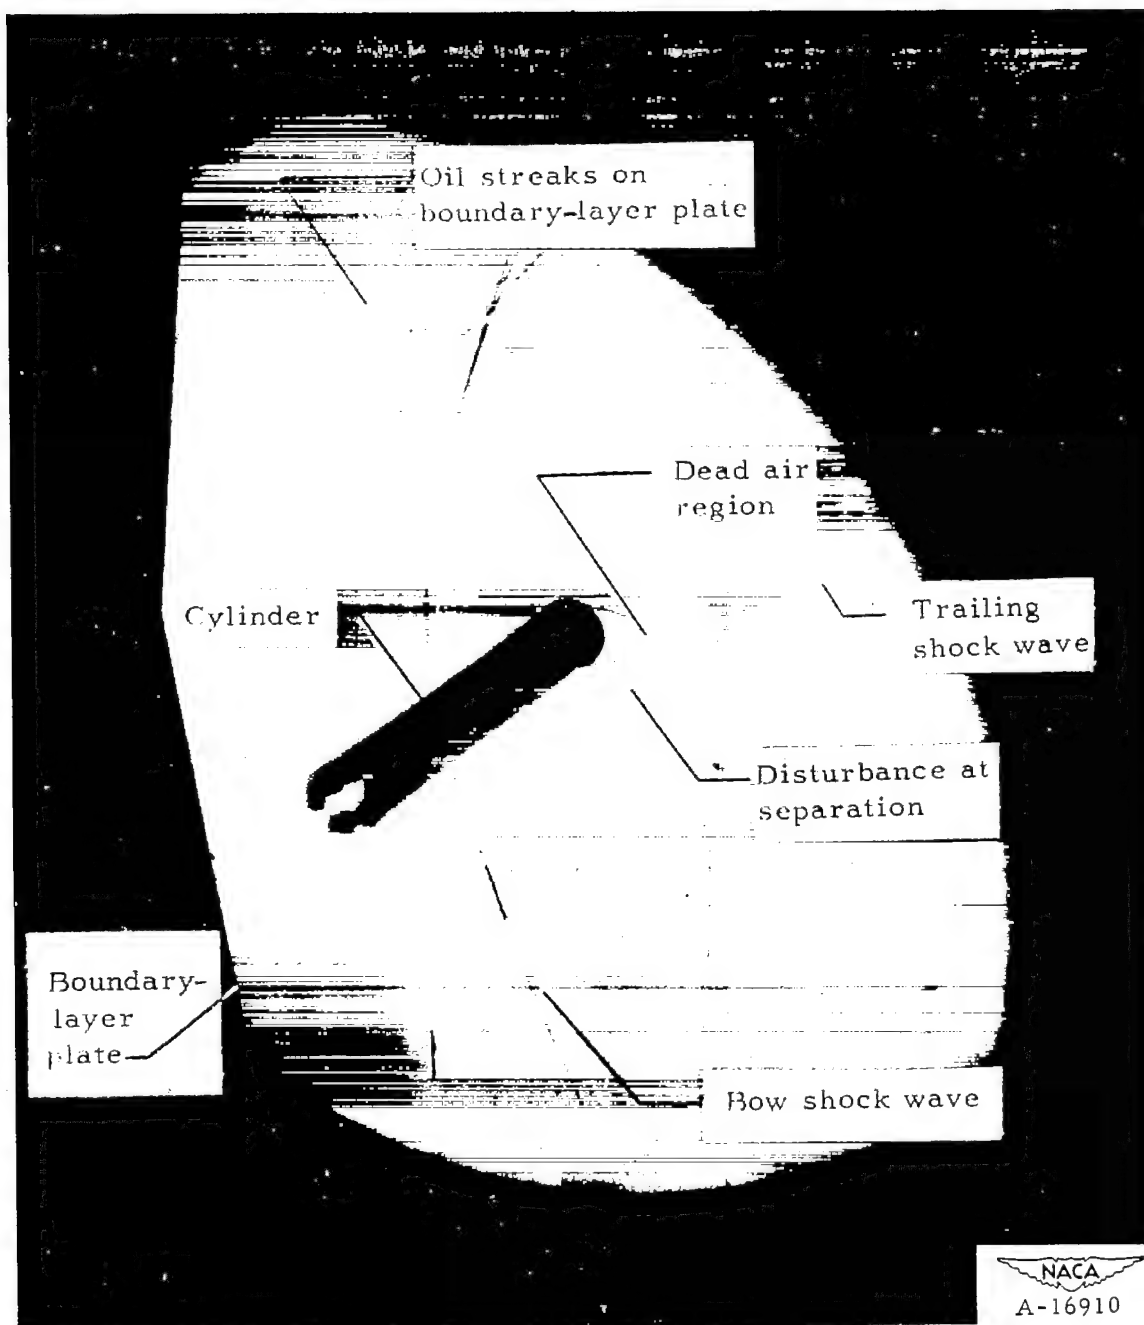 Oil streaks on
boundary-layer plate
Dead air
region
Cylinder
Trailing
shock wave
Disturbance at
separation
Boundary-
layer
plate
Bow shock wave
NACA
A-16910